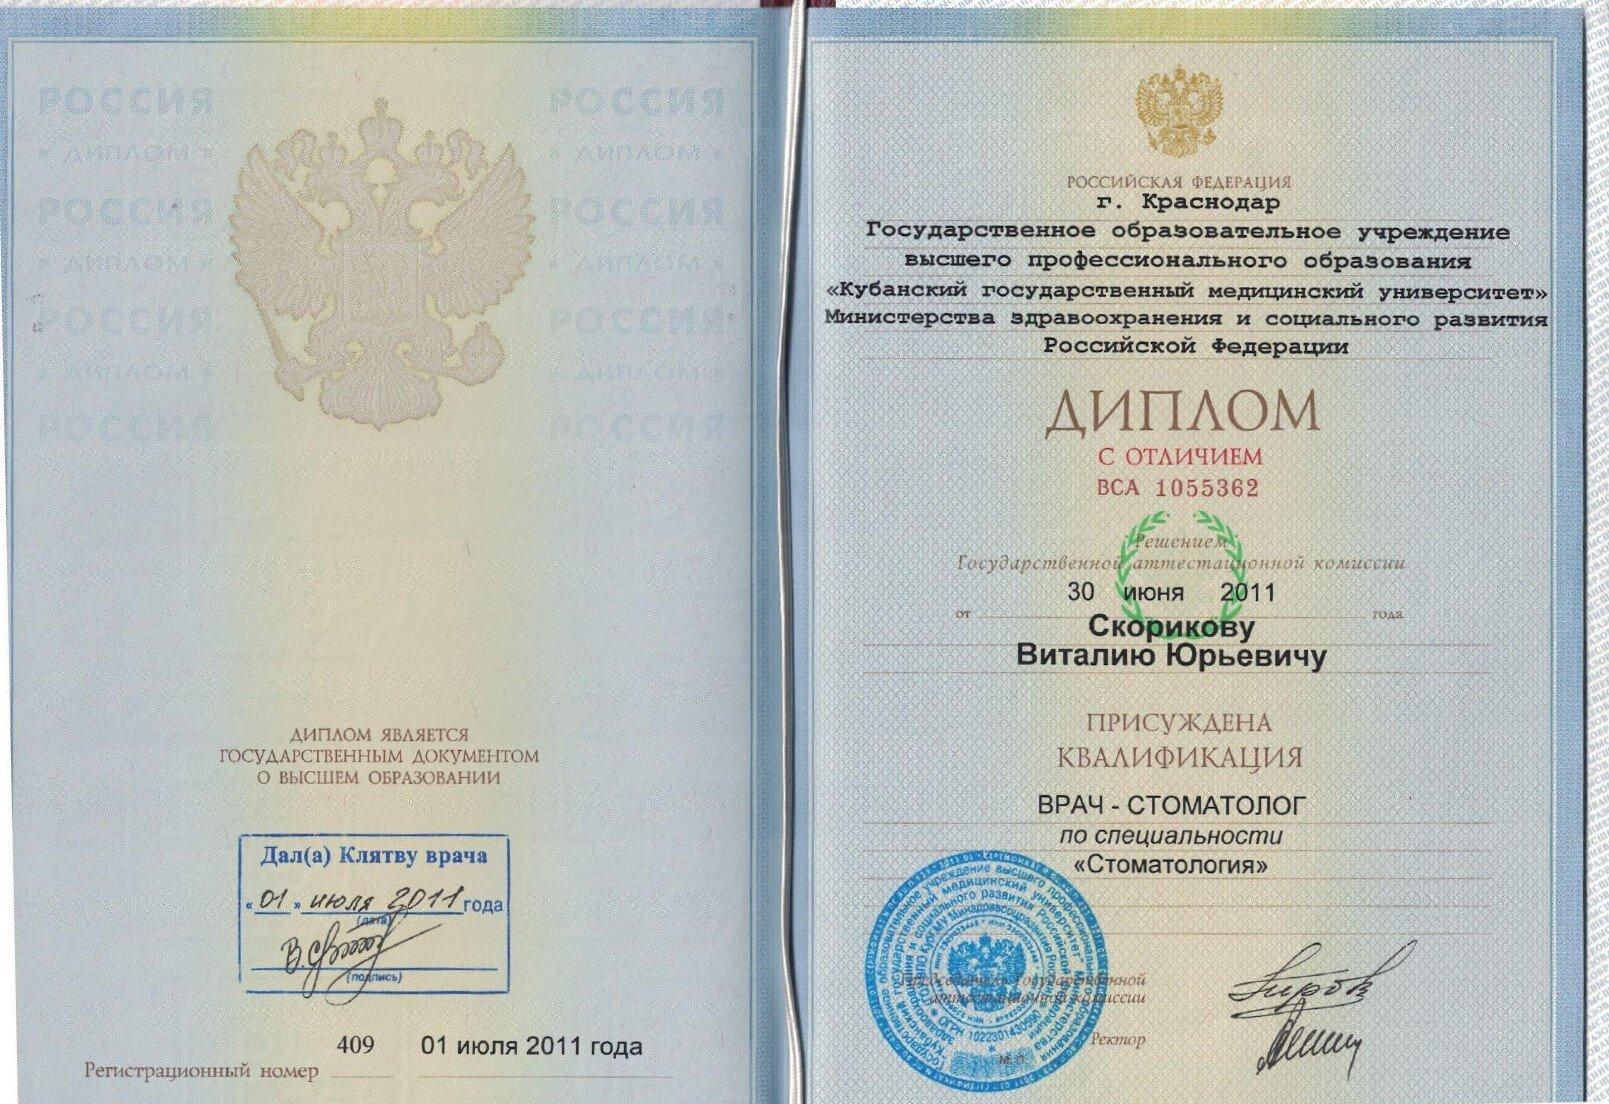 РОССИЯ РОССИЯ
• ДИПЛОМ • • ДИПЛОМ •
РОССИЯ РОССИЯ
• ДИПЛОМ • • ДИПЛОМ •
РОССИЯ РОССИЯ
• ДИПЛОМ • • ДИПЛОМ •
РОССИЯ РОССИЯ
ДИПЛОМ ЯВЛЯЕТСЯ
ГОСУДАРСТВЕННЫМ ДОКУМЕНТОМ
О ВЫСШЕМ ОБРАЗОВАНИИ
Дал(а) Клятву врача
«01» июля 2011 года
(дата)
(подпись)
409 01 июля 2011 года
Регистрационный номер
РОССИЙСКАЯ ФЕДЕРАЦИЯ
г. Краснодар
Государственное образовательное учреждение
высшего профессионального образования
«Кубанский государственный медицинский университет»
Министерства здравоохранения и социального развития
Российской Федерации
ДИПЛОМ
С ОТЛИЧИЕМ
ВСА 1055362
Решением
Государственной аттестационной комиссии
30 июня 2011
от года
Скорикову
Виталию Юрьевичу
ПРИСУЖДЕНА
КВАЛИФИКАЦИЯ
ВРАЧ - СТОМАТОЛОГ
по специальности
«Стоматология»
Председатель Государственной
аттестационной комиссии
Ректор
М.П.